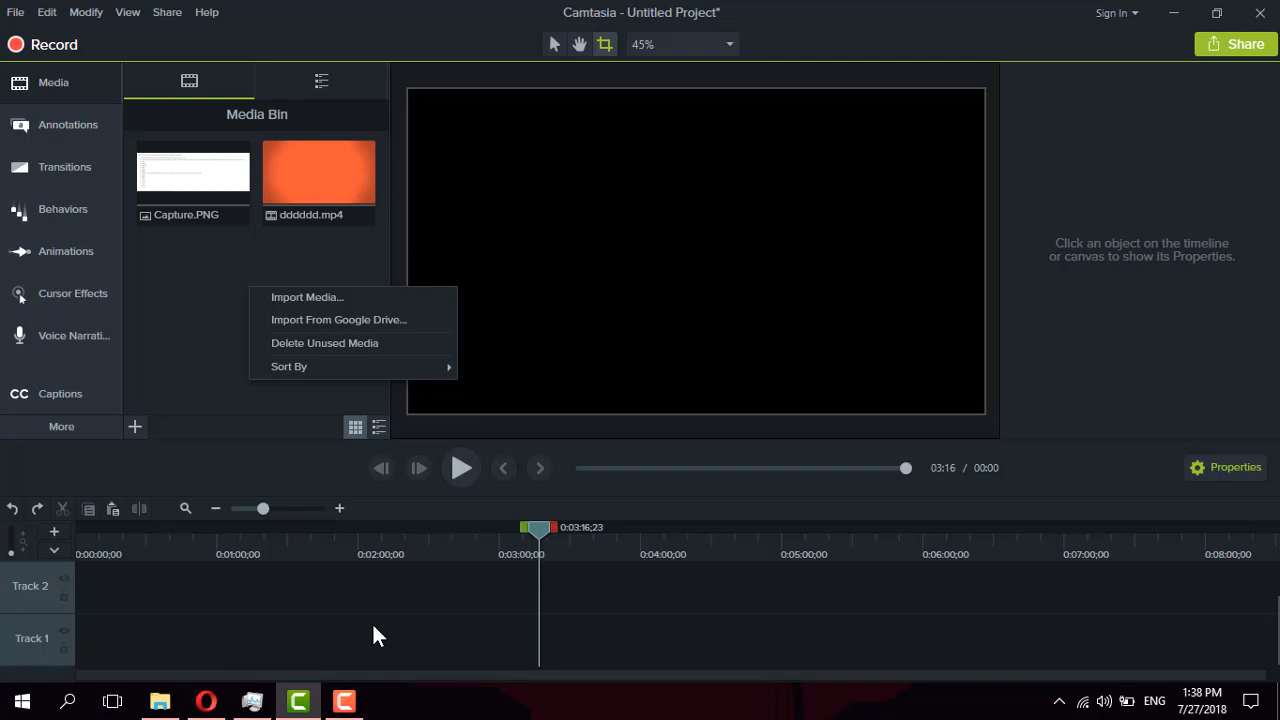 File Edit Modify View Share Help
Camtasia - Untitled Project*
Sign In
Record
45%
Share
Media
Annotations
Transitions
Behaviors
Animations
Cursor Effects
Voice Narrati...
CC Captions
More
Media Bin
Capture.PNG
dddddd.mp4
Import Media...
Import From Google Drive...
Delete Unused Media
Sort By
Click an object on the timeline
or canvas to show its Properties.
03:16 / 00:00
Properties
0:03:16;23
0:00:00;00 0:01:00;00 0:02:00;00 0:03:00;00 0:04:00;00 0:05:00;00 0:06:00;00 0:07:00;00 0:08:00;00
Track 2
Track 1
ENG
1:38 PM
7/27/2018